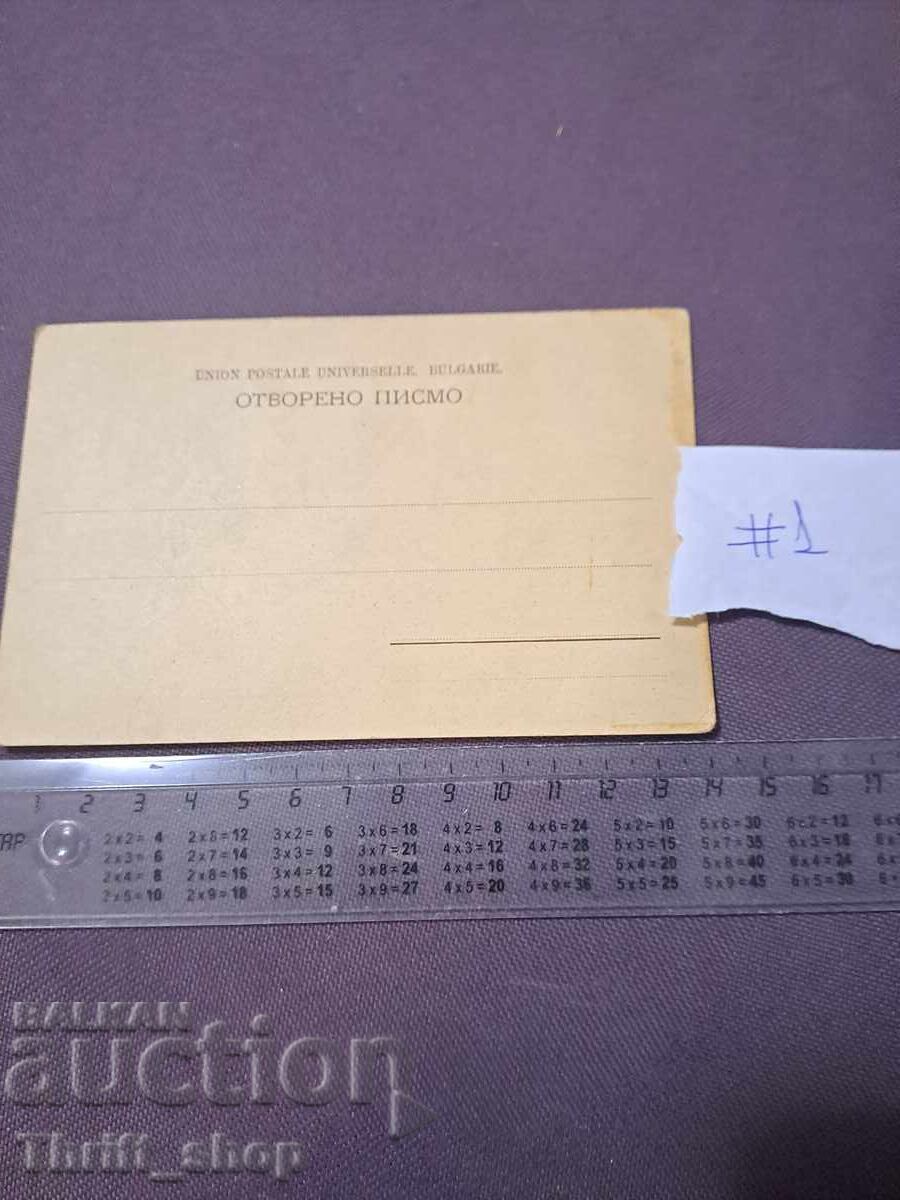 UNION POSTALE UNIVERSELLE. BULGARIE.
ОТВОРЕНО ПИСМО
#1
1 2 3 4 5 6 7 8 9 10 11 12 13 14 15 16 17
2x2= 4 2x6=12 3x2= 6 3x6=18 4x2= 8 4x6=24 5x2=10 5x6=30 6x2=12
2x3= 6 2x7=14 3x3= 9 3x7=21 4x3=12 4x7=28 5x3=15 5x7=35 6x3=18
2x4= 8 2x8=16 3x4=12 3x8=24 4x4=16 4x8=32 5x4=20 5x8=40 6x4=24
2x5=10 2x9=18 3x5=15 3x9=27 4x5=20 4x9=36 5x5=25 5x9=45 6x5=30
BALKAN
auction
Thrift_shop